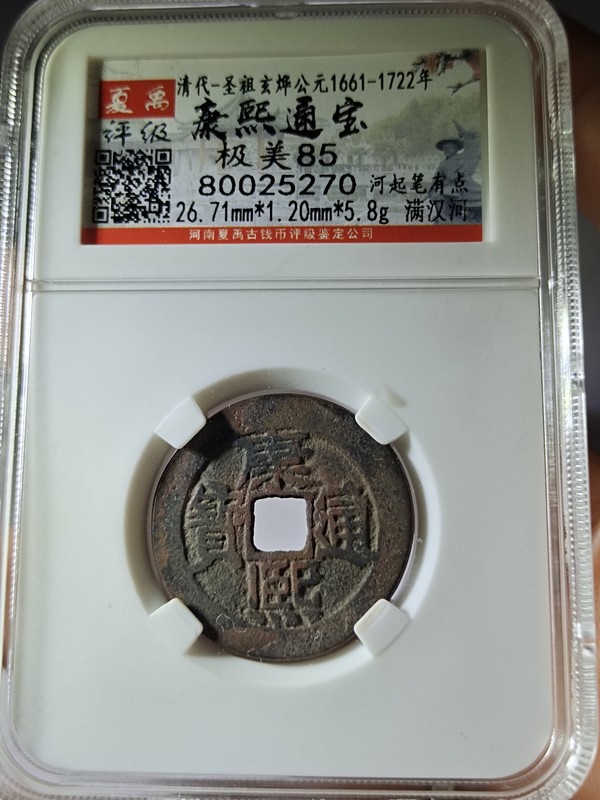 清代-圣祖玄烨公元1661-1722年
夏禹
评级
康熙通宝
极美85
80025270 河起笔有点
26.71mm*1.20mm*5.8g 满汉河
河南夏禹古钱币评级鉴定公司
康熙通寶